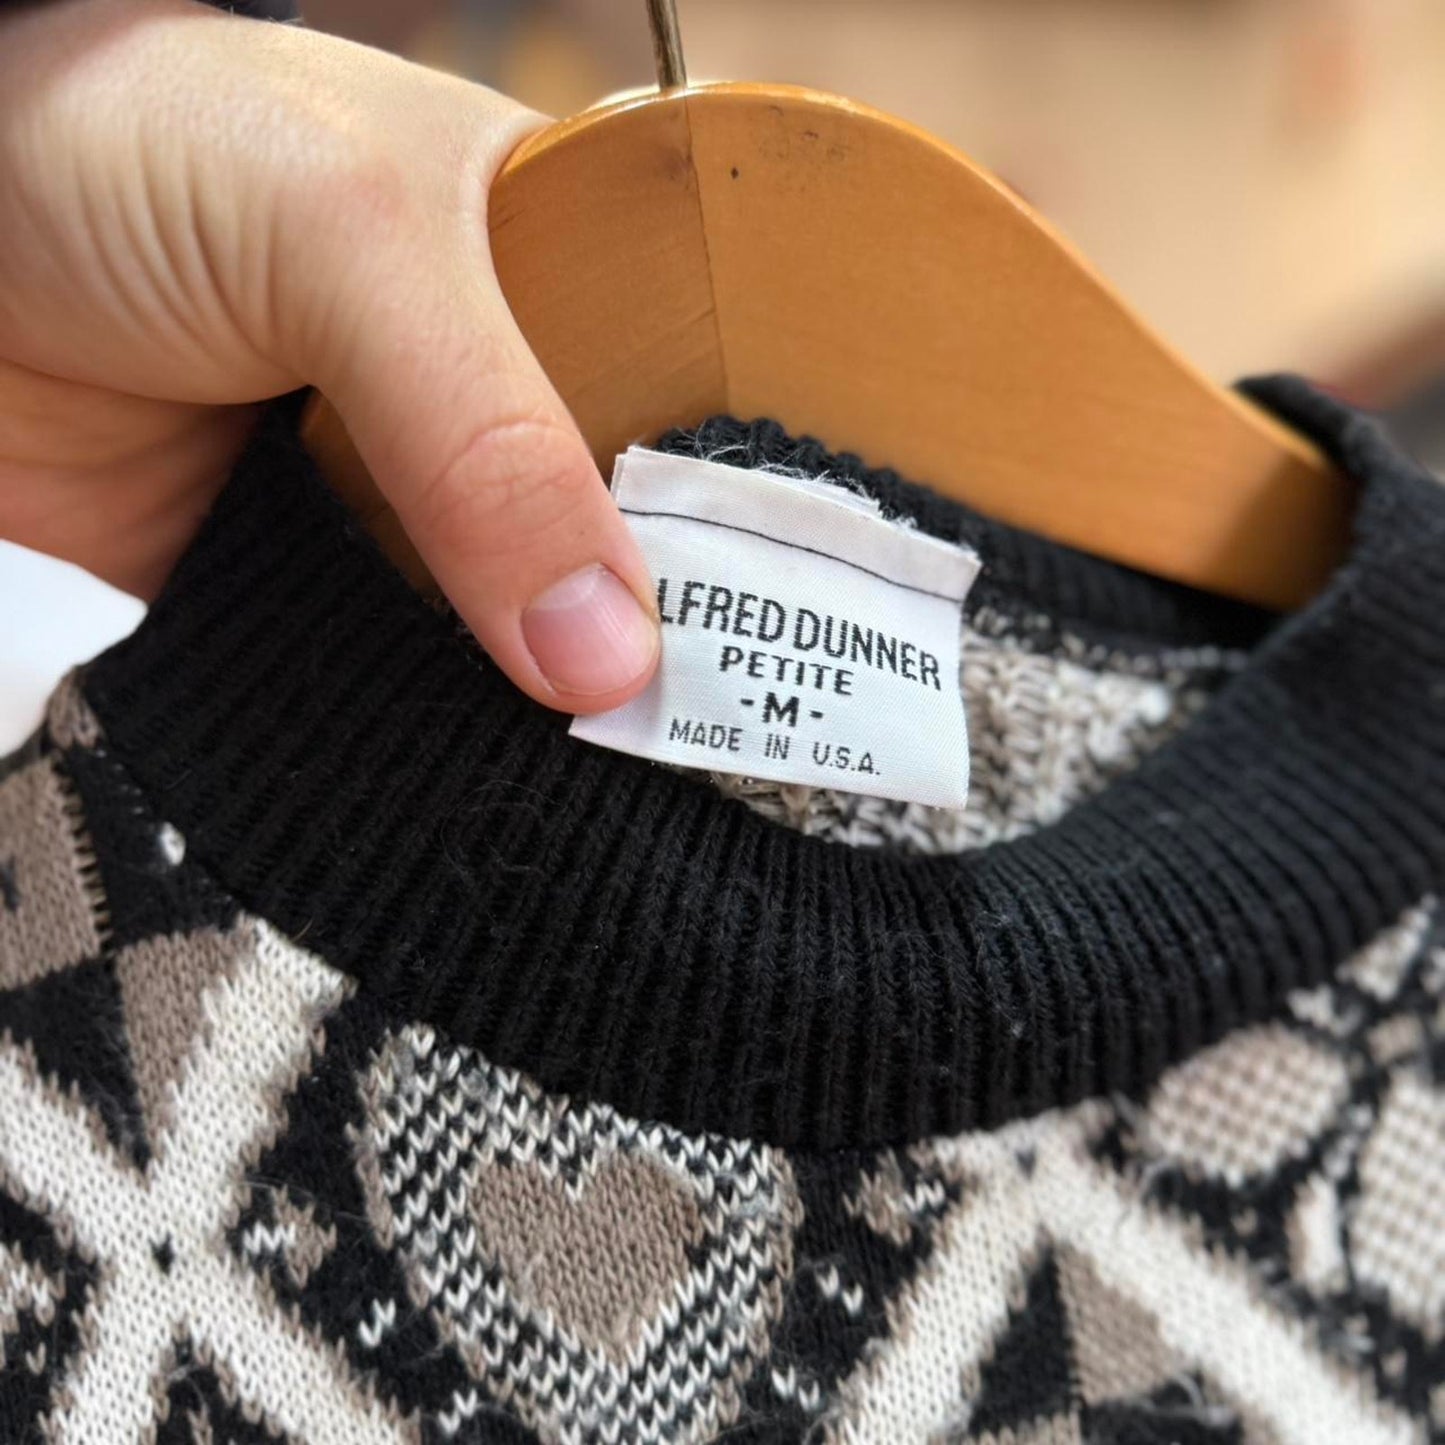 LFRED DUNNER
PETITE
- M -
MADE IN U.S.A.